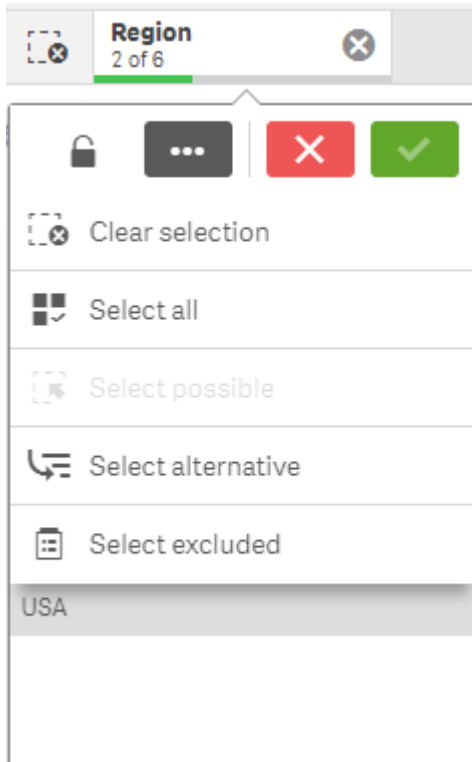 Region
2 of 6
Clear selection
Select all
Select possible
Select alternative
Select excluded
USA